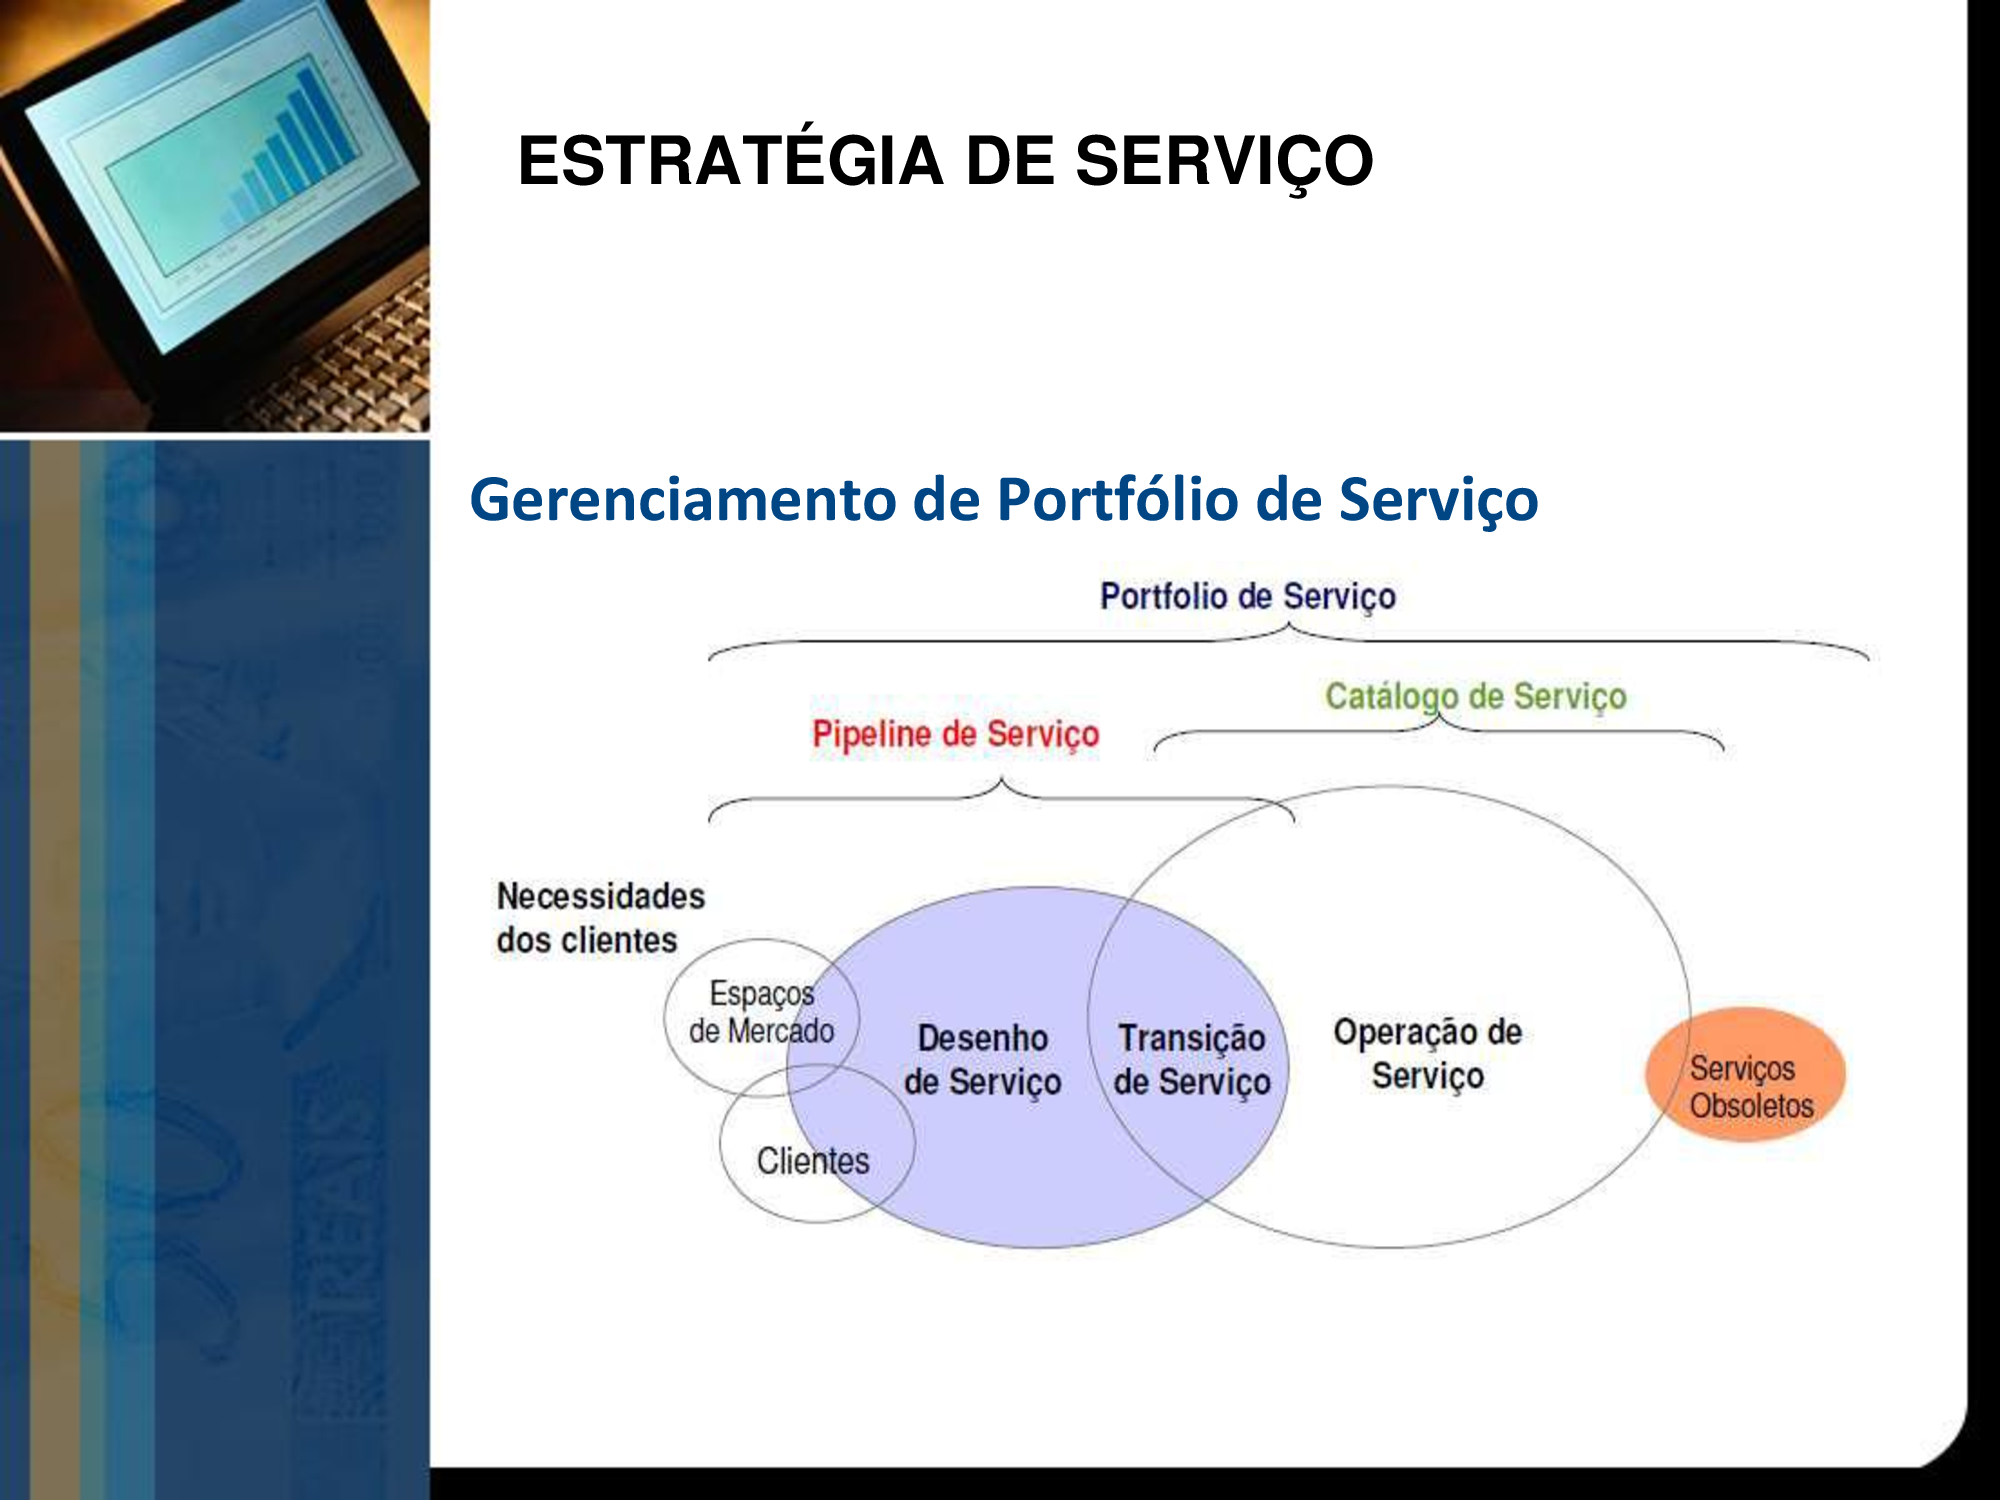 ESTRATÉGIA DE SERVIÇO
Gerenciamento de Portfólio de Serviço
Portfolio de Serviço
Catálogo de Serviço
Pipeline de Serviço
Necessidades
dos clientes
Espaços
de Mercado
Desenho
de Serviço
Transição
de Serviço
Operação de
Serviço
Serviços
Obsoletos
Clientes
REAIS